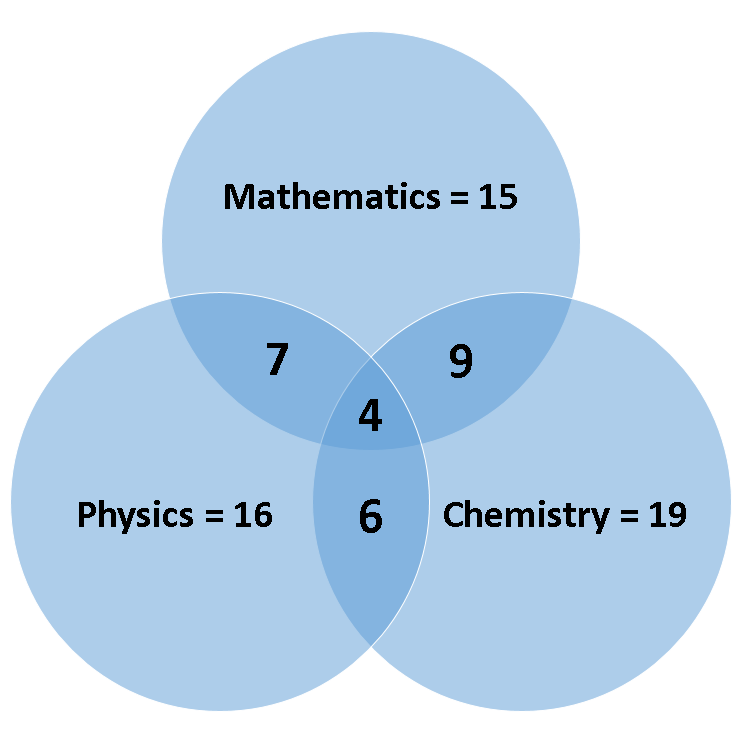 Mathematics = 15
7
9
4
Physics = 16
6
Chemistry = 19